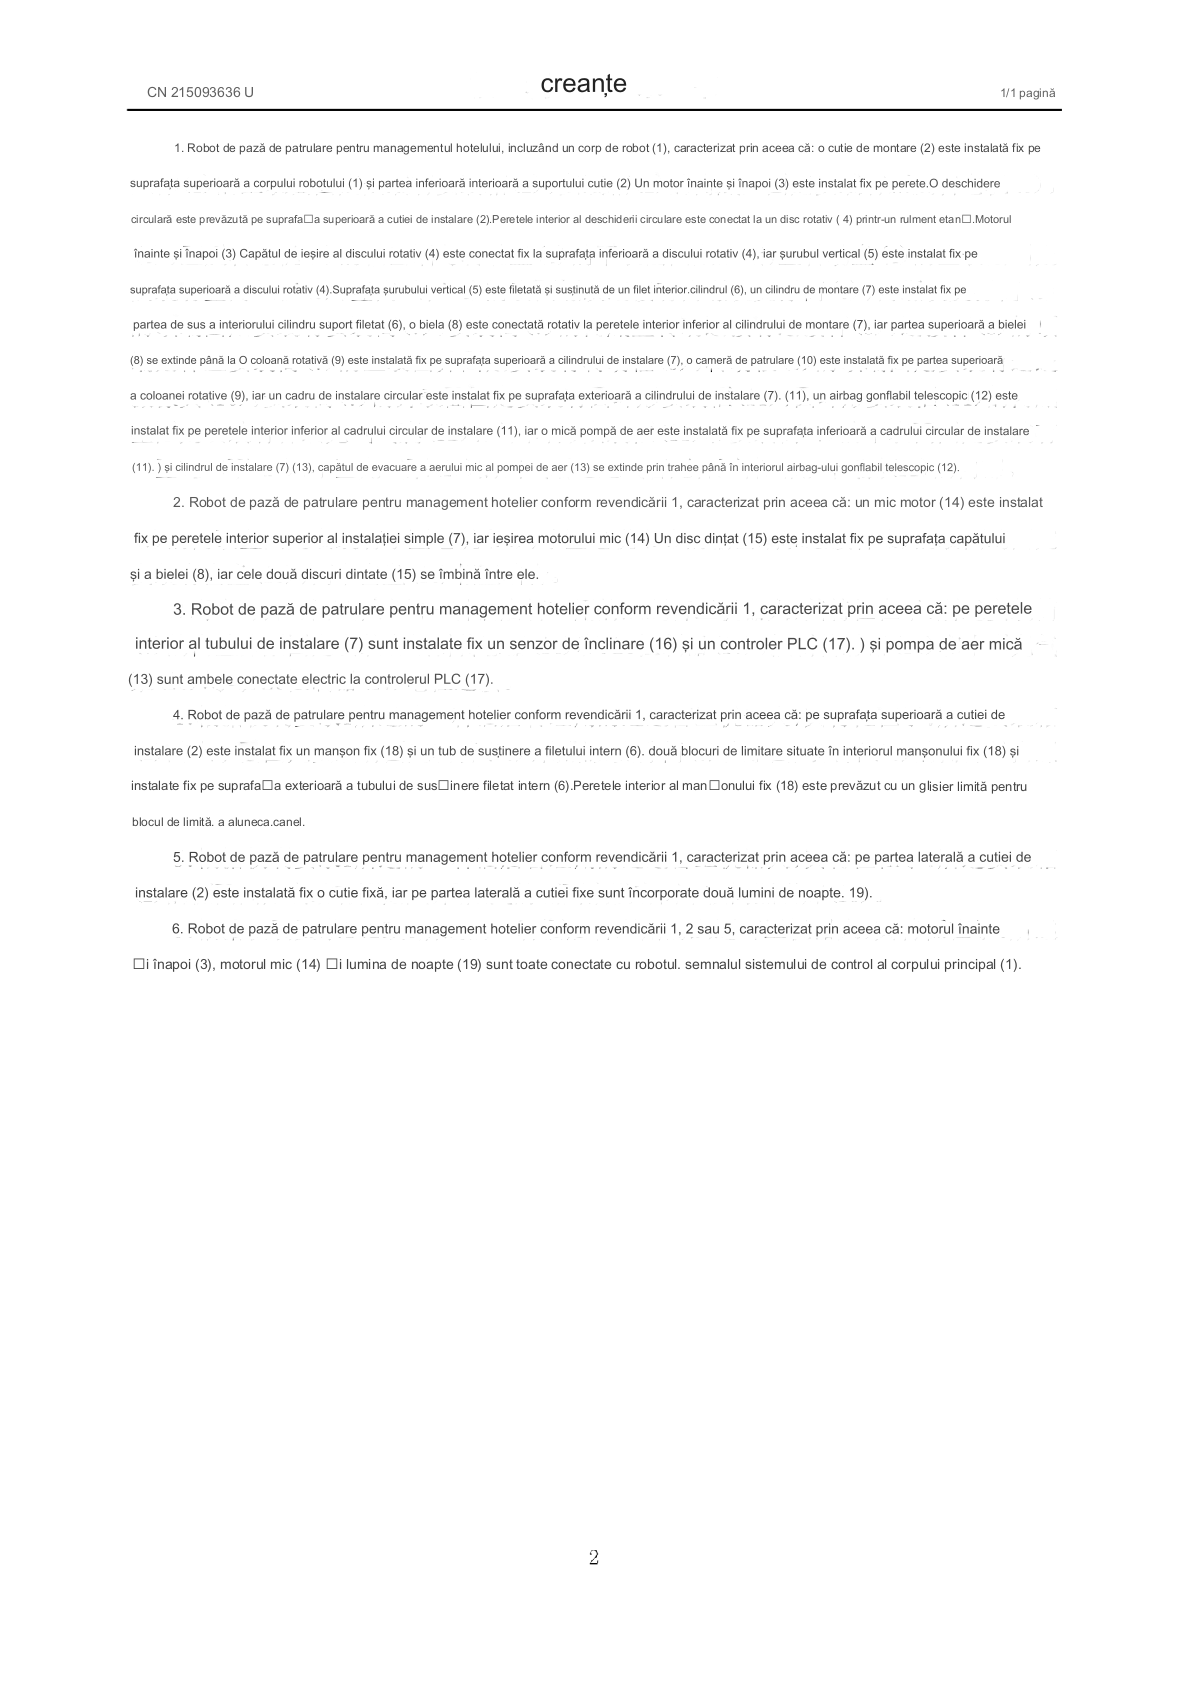 CN 215093636 U
creanțe
1/1 pagină
1. Robot de pază de patrulare pentru managementul hotelului, incluzând un corp de robot (1), caracterizat prin aceea că: o cutie de montare (2) este instalată fix pe
suprafața superioară a corpului robotului (1) și partea inferioară interioară a suportului cutie (2) Un motor înainte și înapoi (3) este instalat fix pe perete.O deschidere
circulară este prevăzută pe suprafa□a superioară a cutiei de instalare (2).Peretele interior al deschiderii circulare este conectat la un disc rotativ ( 4) printr-un rulment etan□.Motorul
înainte și înapoi (3) Capătul de ieșire al discului rotativ (4) este conectat fix la suprafața inferioară a discului rotativ (4), iar șurubul vertical (5) este instalat fix pe
suprafața superioară a discului rotativ (4).Suprafața șurubului vertical (5) este filetată și susținută de un filet interior.cilindrul (6), un cilindru de montare (7) este instalat fix pe
partea de sus a interiorului cilindru suport filetat (6), o biela (8) este conectată rotativ la peretele interior inferior al cilindrului de montare (7), iar partea superioară a bielei
(8) se extinde până la O coloană rotativă (9) este instalată fix pe suprafața superioară a cilindrului de instalare (7), o cameră de patrulare (10) este instalată fix pe partea superioară
a coloanei rotative (9), iar un cadru de instalare circular este instalat fix pe suprafața exterioară a cilindrului de instalare (7). (11), un airbag gonflabil telescopic (12) este
instalat fix pe peretele interior inferior al cadrului circular de instalare (11), iar o mică pompă de aer este instalată fix pe suprafața inferioară a cadrului circular de instalare
(11). ) și cilindrul de instalare (7) (13), capătul de evacuare a aerului mic al pompei de aer (13) se extinde prin trahee până în interiorul airbag-ului gonflabil telescopic (12).
2. Robot de pază de patrulare pentru management hotelier conform revendicării 1, caracterizat prin aceea că: un mic motor (14) este instalat
fix pe peretele interior superior al instalației simple (7), iar ieșirea motorului mic (14) Un disc dințat (15) este instalat fix pe suprafața capătului
și a bielei (8), iar cele două discuri dintate (15) se îmbină între ele.
3. Robot de pază de patrulare pentru management hotelier conform revendicării 1, caracterizat prin aceea că: pe peretele
interior al tubului de instalare (7) sunt instalate fix un senzor de înclinare (16) și un controler PLC (17). ) și pompa de aer mică
(13) sunt ambele conectate electric la controlerul PLC (17).
4. Robot de pază de patrulare pentru management hotelier conform revendicării 1, caracterizat prin aceea că: pe suprafața superioară a cutiei de
instalare (2) este instalat fix un manșon fix (18) și un tub de susținere a filetului intern (6). două blocuri de limitare situate în interiorul manșonului fix (18) și
instalate fix pe suprafa□a exterioară a tubului de sus□inere filetat intern (6).Peretele interior al man□onului fix (18) este prevăzut cu un glisier limită pentru
blocul de limită. a aluneca.canel.
5. Robot de pază de patrulare pentru management hotelier conform revendicării 1, caracterizat prin aceea că: pe partea laterală a cutiei de
instalare (2) este instalată fix o cutie fixă, iar pe partea laterală a cutiei fixe sunt încorporate două lumini de noapte. 19).
6. Robot de pază de patrulare pentru management hotelier conform revendicării 1, 2 sau 5, caracterizat prin aceea că: motorul înainte
□i înapoi (3), motorul mic (14) □i lumina de noapte (19) sunt toate conectate cu robotul. semnalul sistemului de control al corpului principal (1).
2